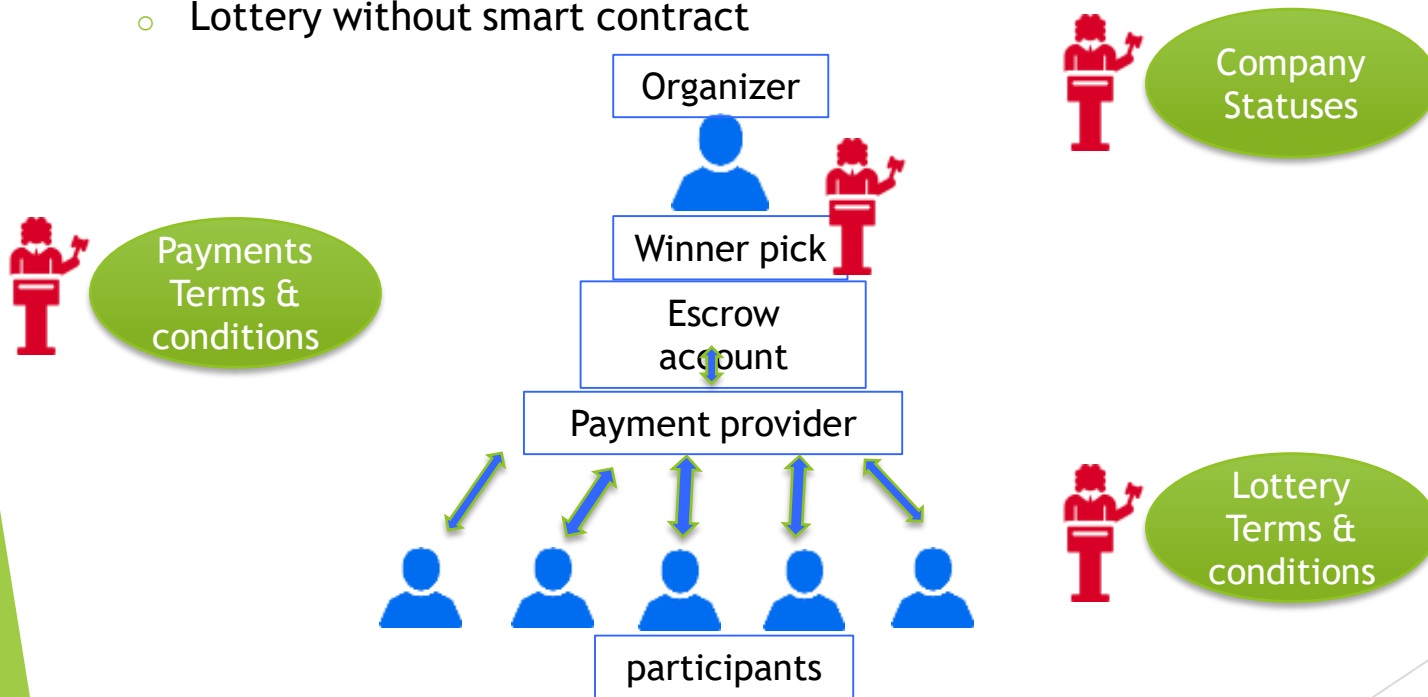 Lottery without smart contract
Organizer
Company
Statuses
Winner pick
Payments
Terms &
conditions
Escrow
account
Payment provider
Lottery
Terms &
conditions
participants